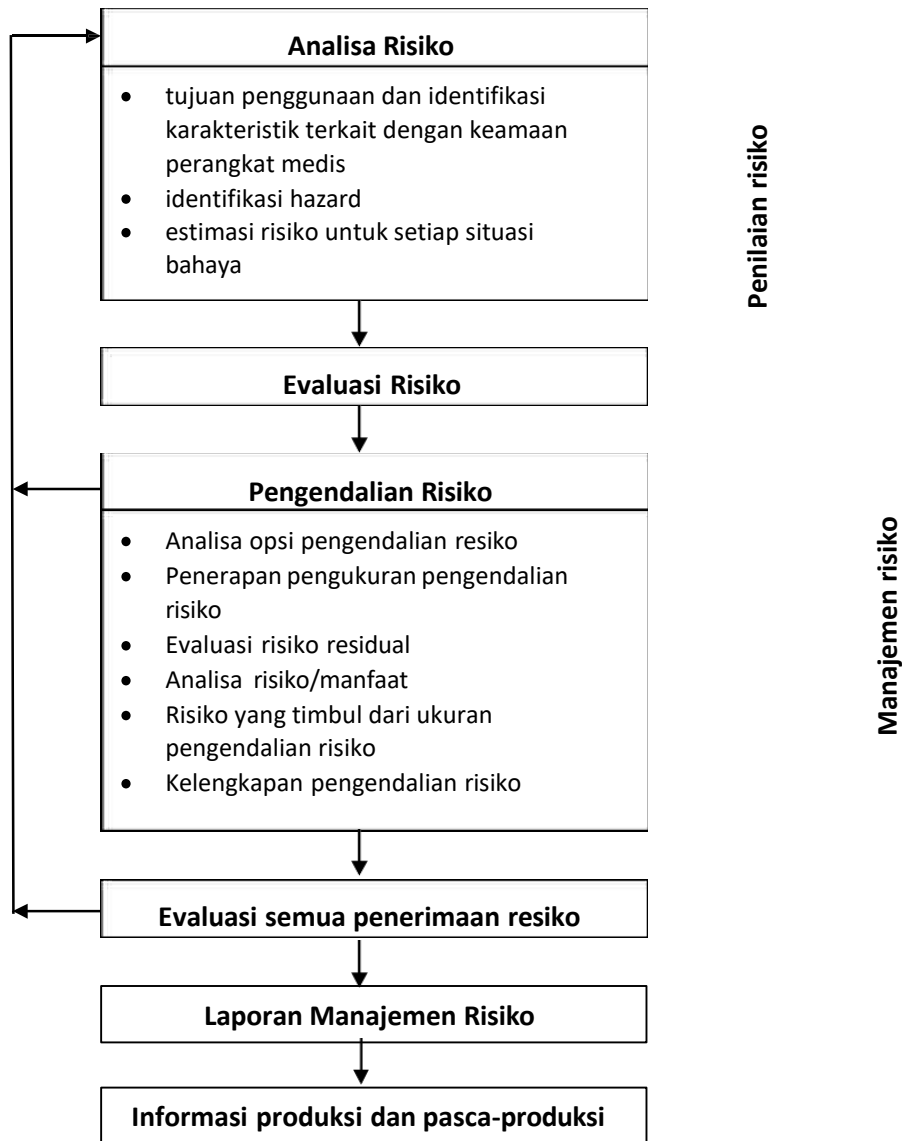 Analisa Risiko
• tujuan penggunaan dan identifikasi
karakteristik terkait dengan keamaan
perangkat medis
• identifikasi hazard
• estimasi risiko untuk setiap situasi
bahaya
Penilaian risiko
Evaluasi Risiko
Pengendalian Risiko
• Analisa opsi pengendalian resiko
• Penerapan pengukuran pengendalian
risiko
• Evaluasi risiko residual
• Analisa risiko/manfaat
• Risiko yang timbul dari ukuran
pengendalian risiko
• Kelengkapan pengendalian risiko
Manajemen risiko
Evaluasi semua penerimaan resiko
Laporan Manajemen Risiko
Informasi produksi dan pasca-produksi